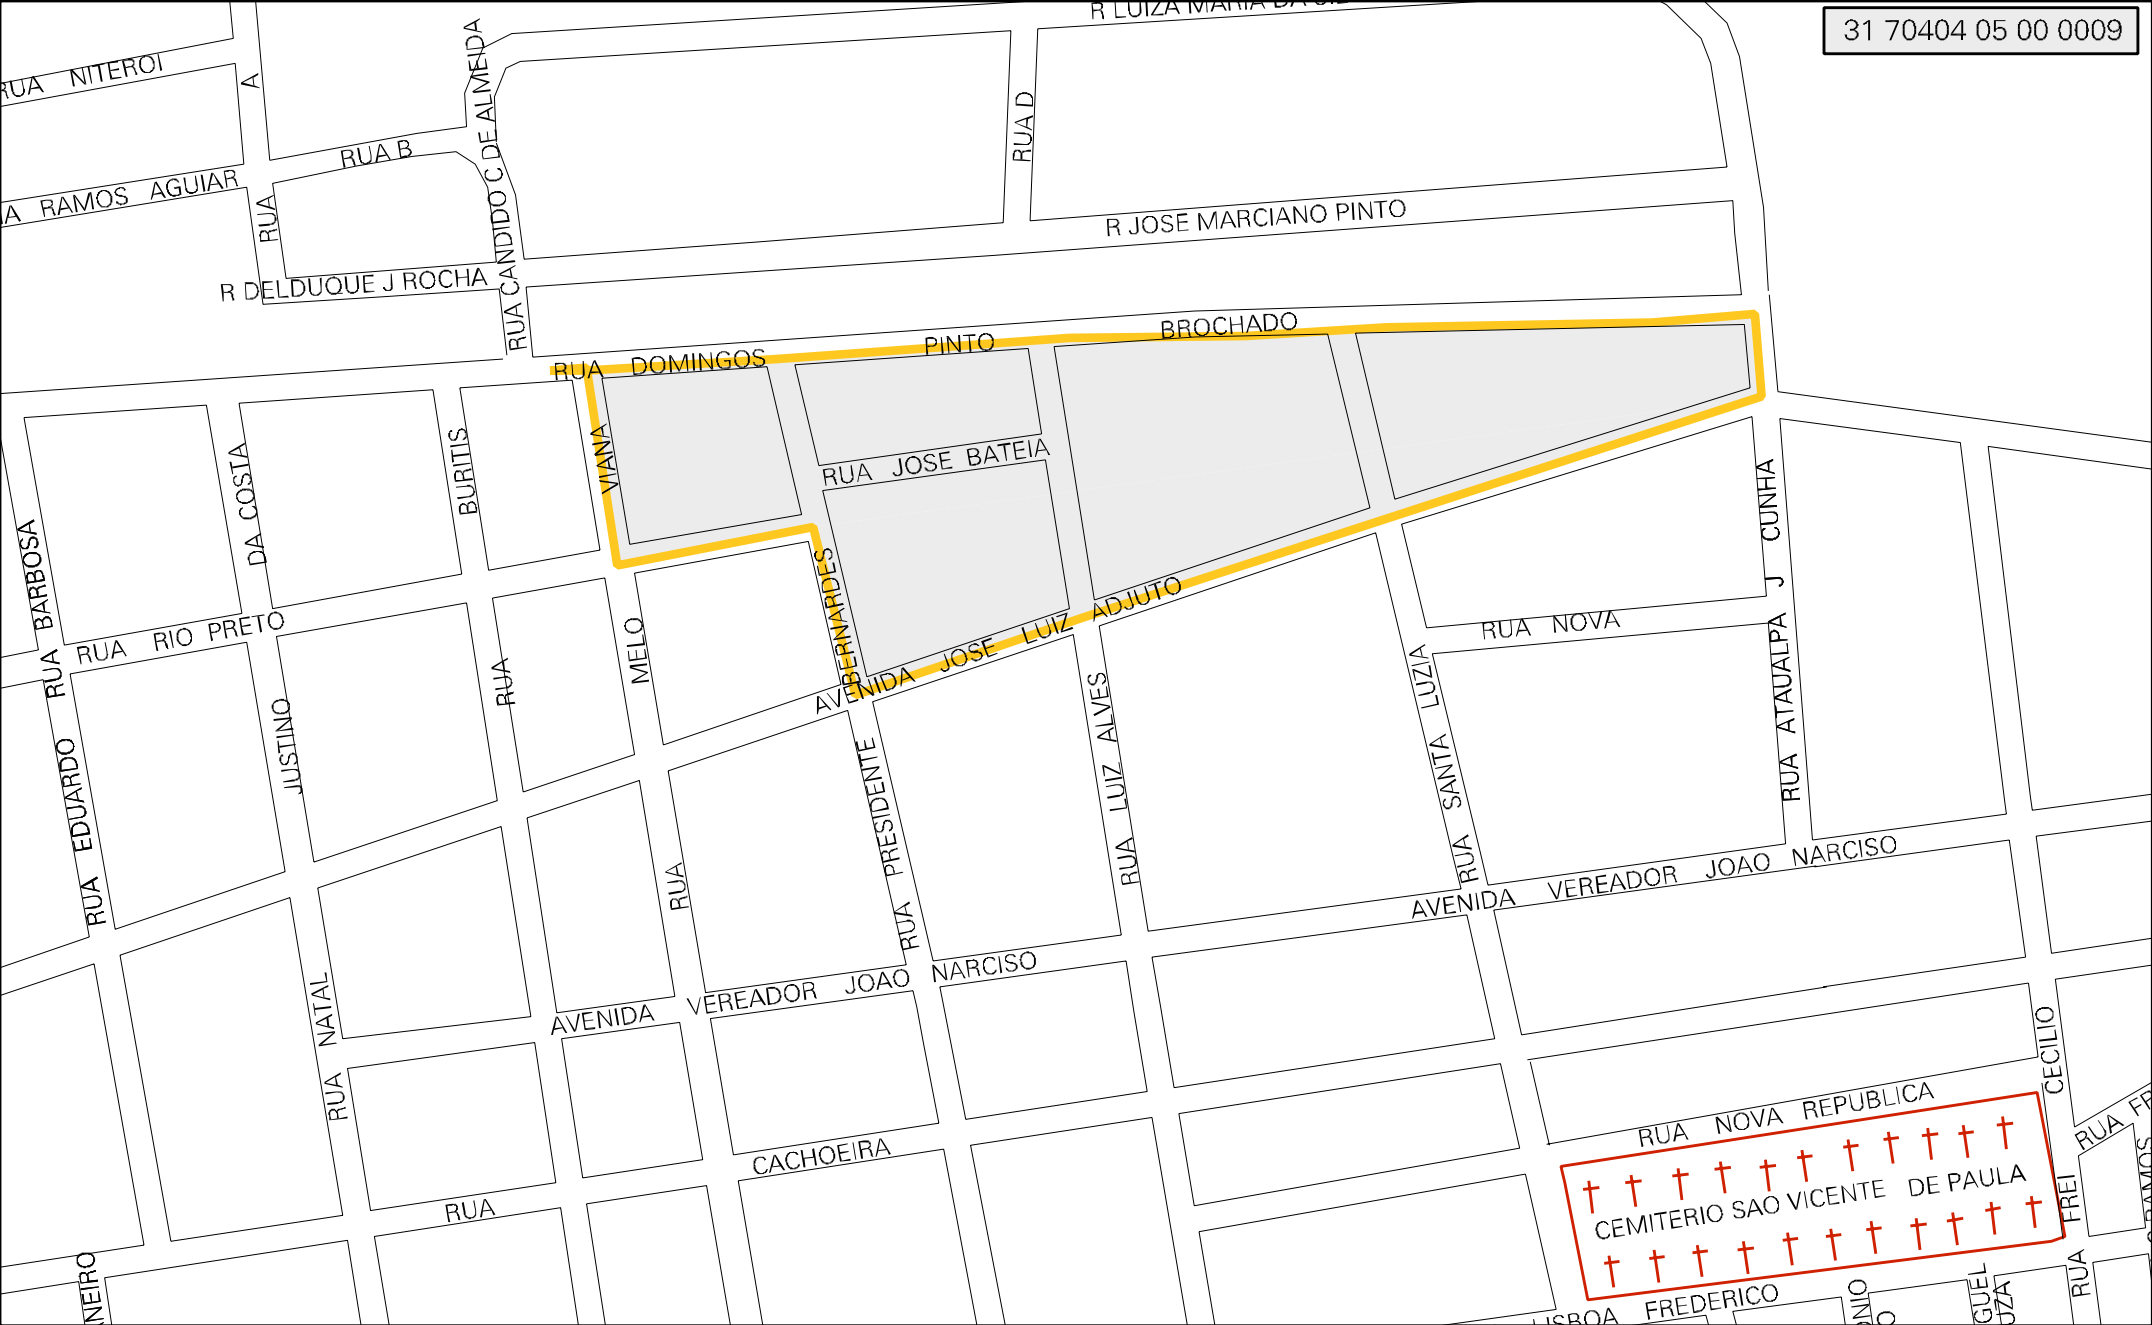 31 70404 05 00 0009
RUA NITEROI
A
RUA CANDIDO C DE ALMEIDA
RUA B
RUA D
RAMOS AGUIAR
RUA
R DELDUQUE J ROCHA
R JOSE MARCIANO PINTO
RUA DOMINGOS PINTO BROCHADO
VIANA
BURITIS
DA COSTA
RUA JOSE BATEIA
RUA EDUARDO RUA BARBOSA
RUA RIO PRETO
JUSTINO
RUA
MELO
BERNARDES
AVENIDA JOSE LUIZ ADJUTO
RUA NOVA
RUA ATAUALPA J CUNHA
RUA SANTA LUZIA
RUA LUIZ ALVES
RUA PRESIDENTE
RUA
RUA NATAL
AVENIDA VEREADOR JOAO NARCISO
AVENIDA VEREADOR JOAO NARCISO
RUA CACHOEIRA
RUA NOVA REPUBLICA
CEMITERIO SAO VICENTE DE PAULA
RUA FREI CECILIO
RUA
FREDERICO